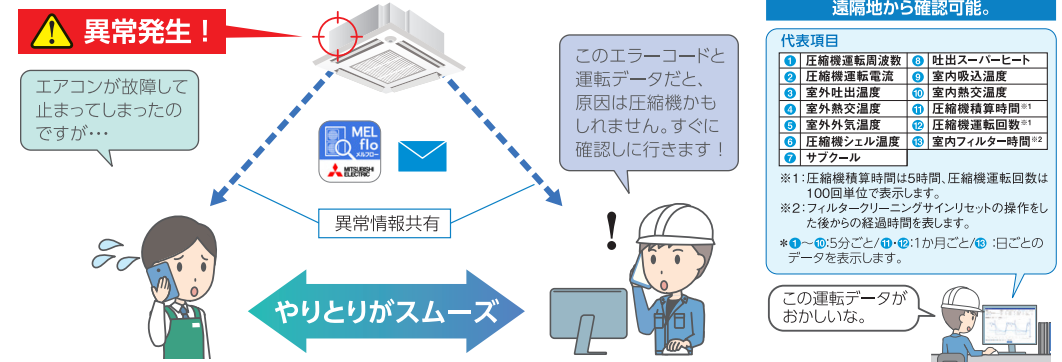 異常発生！
エアコンが故障して
止まってしまったの
ですが・・・
MEL
flo
メルフロー
MITSUBISHI
ELECTRIC
異常情報共有
このエラーコードと
運転データだと、
原因は圧縮機かも
しれません。すぐに
確認しに行きます！
!
やりとりがスムーズ
遠隔地から確認可能。
代表項目
1 圧縮機運転周波数 8 吐出スーパーヒート
2 圧縮機運転電流 9 室内吸込温度
3 室外吐出温度 10 室内熱交温度
4 室外熱交温度 11 圧縮機積算時間※1
5 室外外気温度 12 圧縮機運転回数※1
6 圧縮機シェル温度 13 室内フィルター時間※2
7 サブクール
※1：圧縮機積算時間は5時間、圧縮機運転回数は
100回単位で表示します。
※2：フィルタークリーニングサインリセットの操作をし
た後からの経過時間を表します。
＊1～10:5分ごと/11・12:1か月ごと/13：日ごとの
データを表示します。
この運転データが
おかしいな。